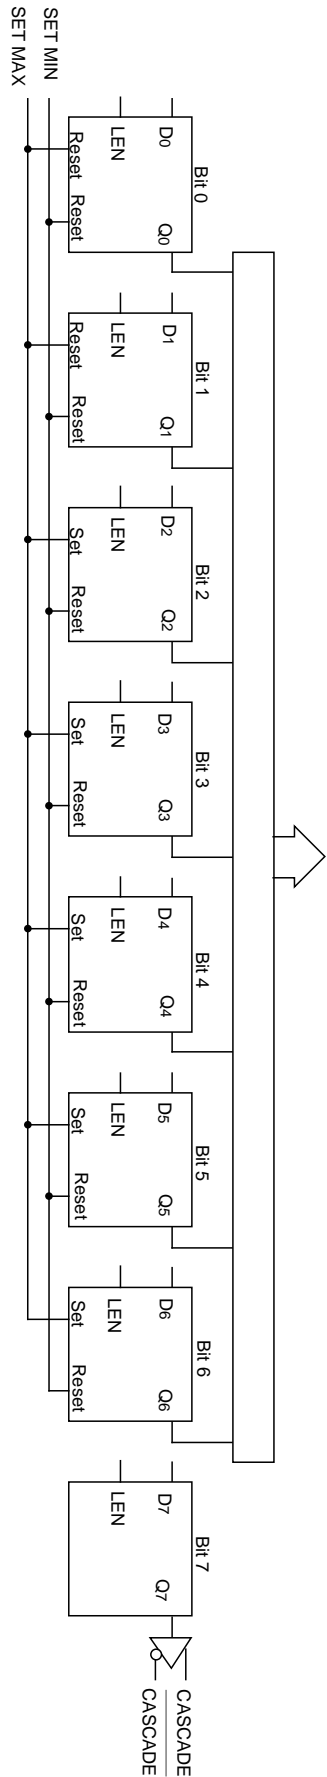 SET MIN
SET MAX
Bit 0
D0
Q0
LEN
Reset
Reset
Bit 1
D1
Q1
LEN
Reset
Reset
Bit 2
D2
Q2
LEN
Set
Reset
Bit 3
D3
Q3
LEN
Set
Reset
Bit 4
D4
Q4
LEN
Set
Reset
Bit 5
D5
Q5
LEN
Set
Reset
Bit 6
D6
Q6
LEN
Set
Reset
Bit 7
D7
Q7
LEN
CASCADE
CASCADE